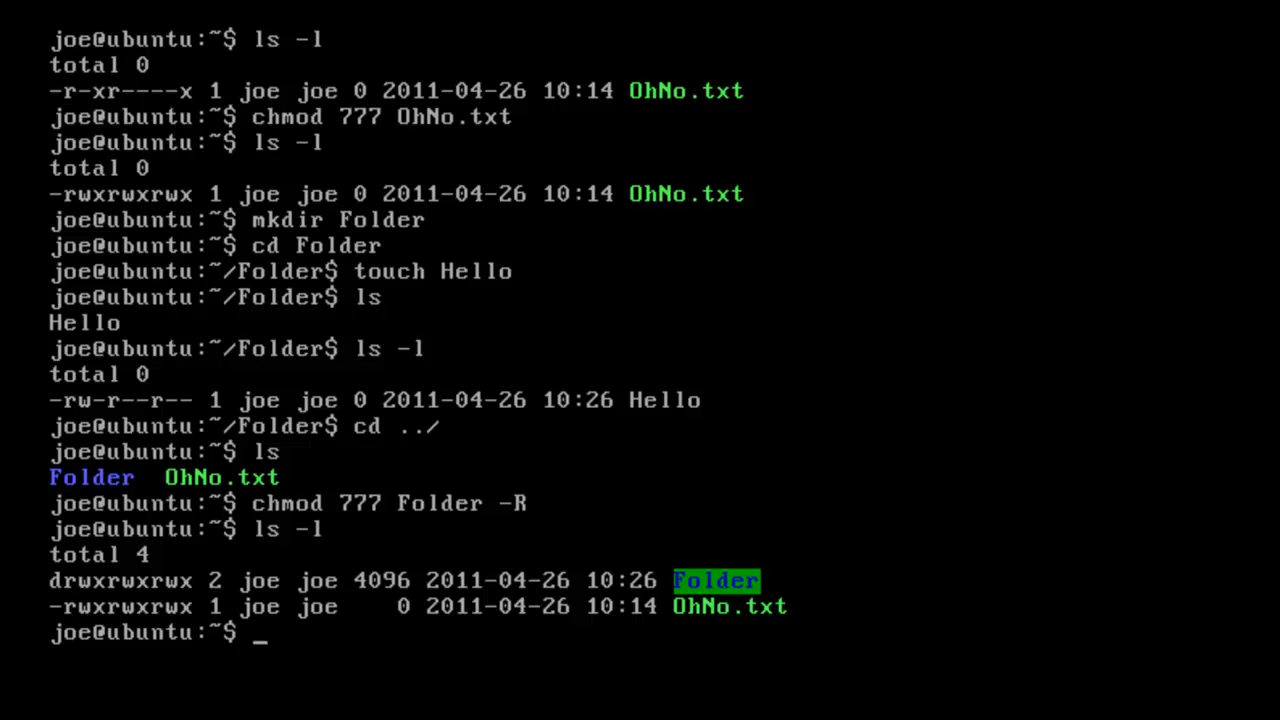 joe@ubuntu:~$ ls -l
total 0
-r-xr----x 1 joe joe 0 2011-04-26 10:14 OhNo.txt
joe@ubuntu:~$ chmod 777 OhNo.txt
joe@ubuntu:~$ ls -l
total 0
-rwxrwxrwx 1 joe joe 0 2011-04-26 10:14 OhNo.txt
joe@ubuntu:~$ mkdir Folder
joe@ubuntu:~$ cd Folder
joe@ubuntu:~/Folder$ touch Hello
joe@ubuntu:~/Folder$ ls
Hello
joe@ubuntu:~/Folder$ ls -l
total 0
-rw-r--r-- 1 joe joe 0 2011-04-26 10:26 Hello
joe@ubuntu:~/Folder$ cd ../
joe@ubuntu:~$ ls
Folder  OhNo.txt
joe@ubuntu:~$ chmod 777 Folder -R
joe@ubuntu:~$ ls -l
total 4
drwxrwxrwx 2 joe joe 4096 2011-04-26 10:26 Folder
-rwxrwxrwx 1 joe joe    0 2011-04-26 10:14 OhNo.txt
joe@ubuntu:~$ _